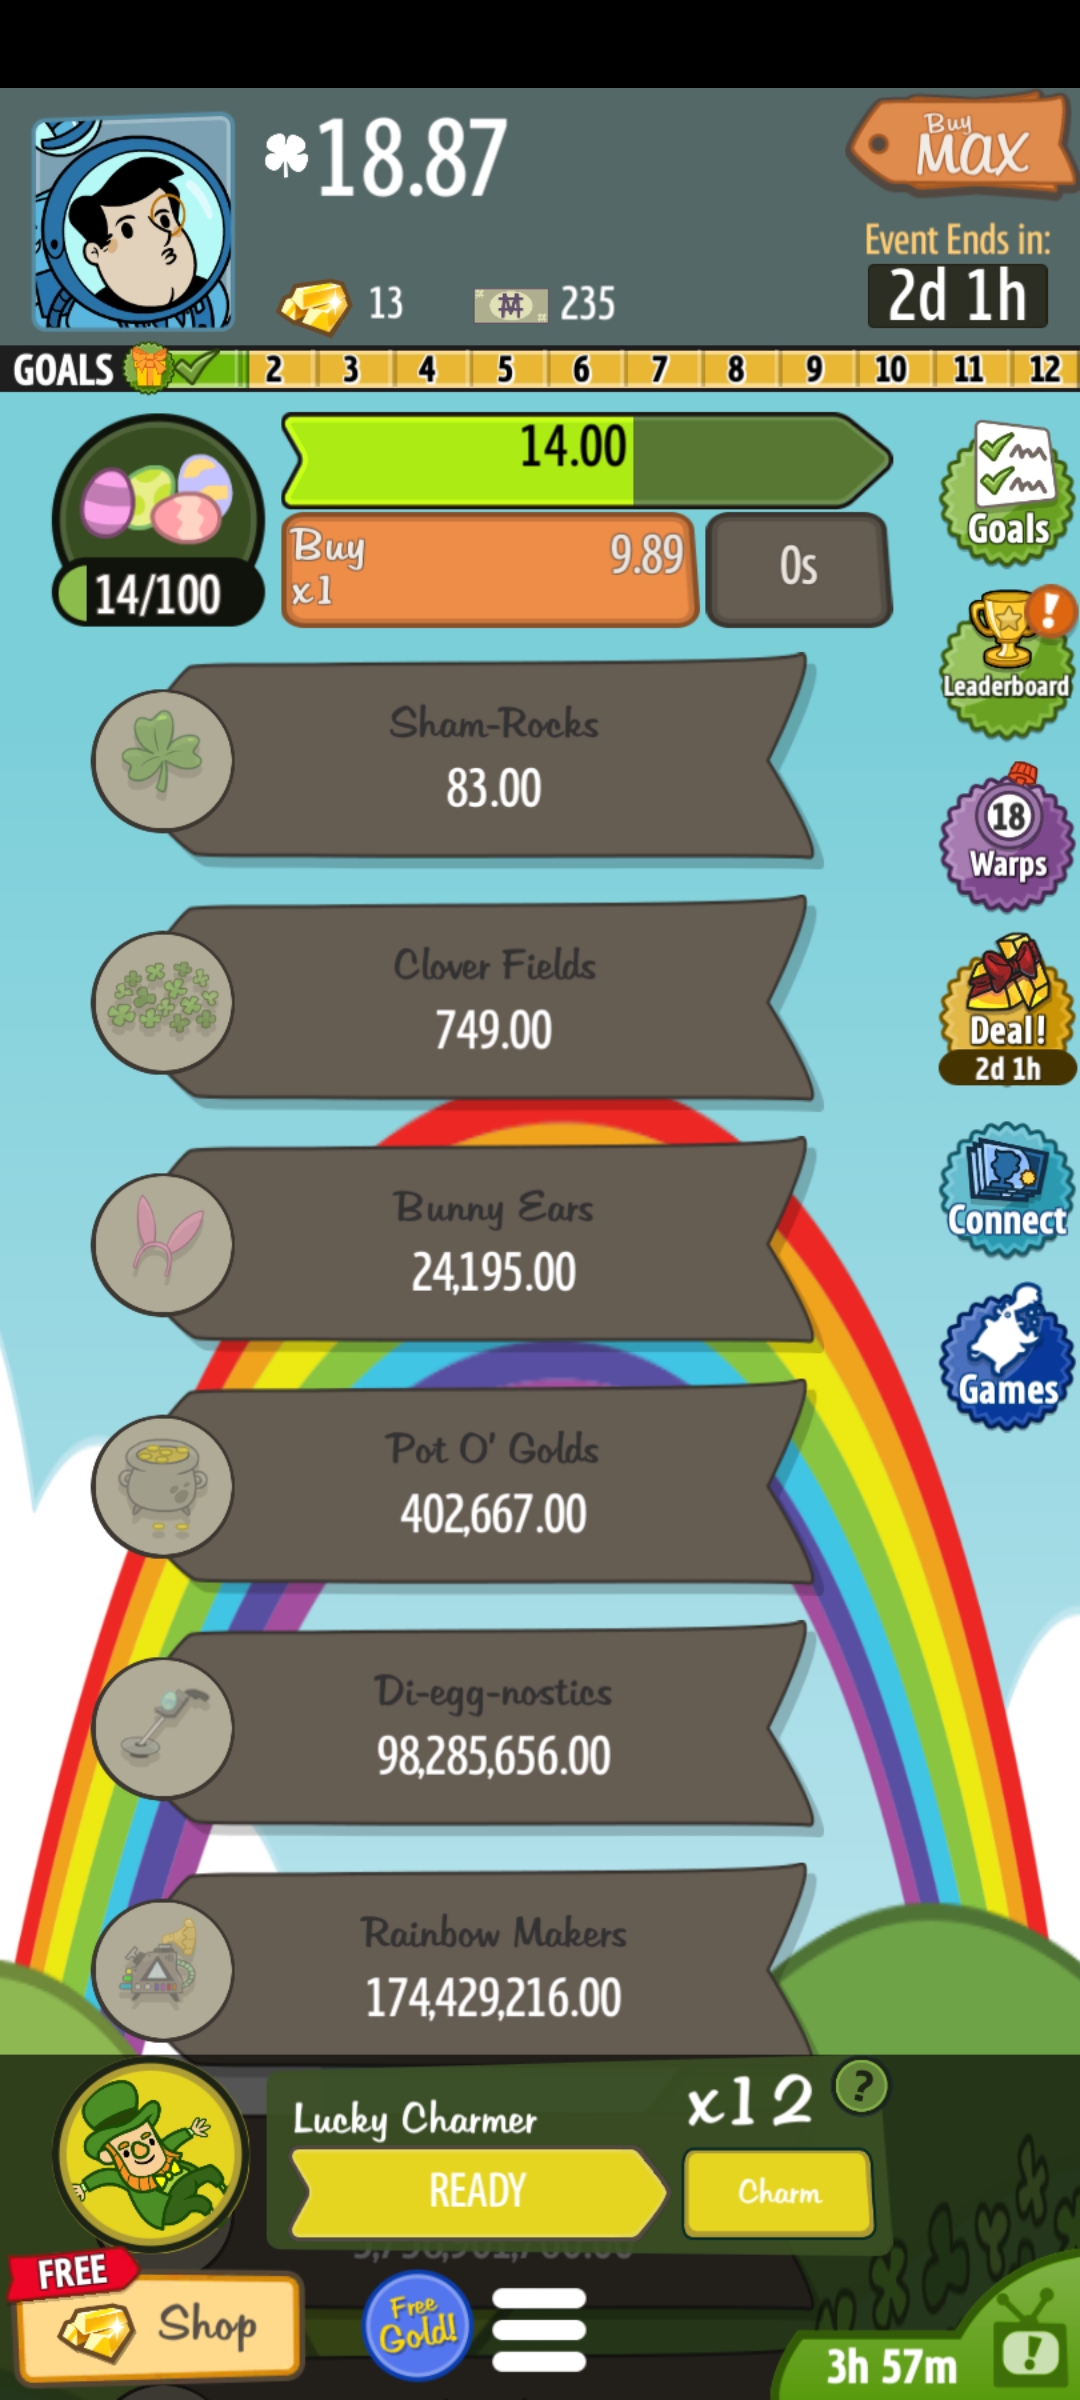 18.87
Buy
MAX
Event Ends in:
2d 1h
13
235
GOALS 2 3 4 5 6 7 8 9 10 11 12
14.00
Buy
x1
9.89
0s
14/100
Goals
Leaderboard
!
Sham-Rocks
83.00
18
Warps
Clover Fields
749.00
Deal!
2d 1h
Bunny Ears
24,195.00
Connect
Games
Pot O' Golds
402,667.00
Di-egg-nostics
98,285,656.00
Rainbow Makers
174,429,216.00
Lucky Charmer
x12
?
READY
Charm
FREE
Shop
Free
Gold!
3h 57m
!